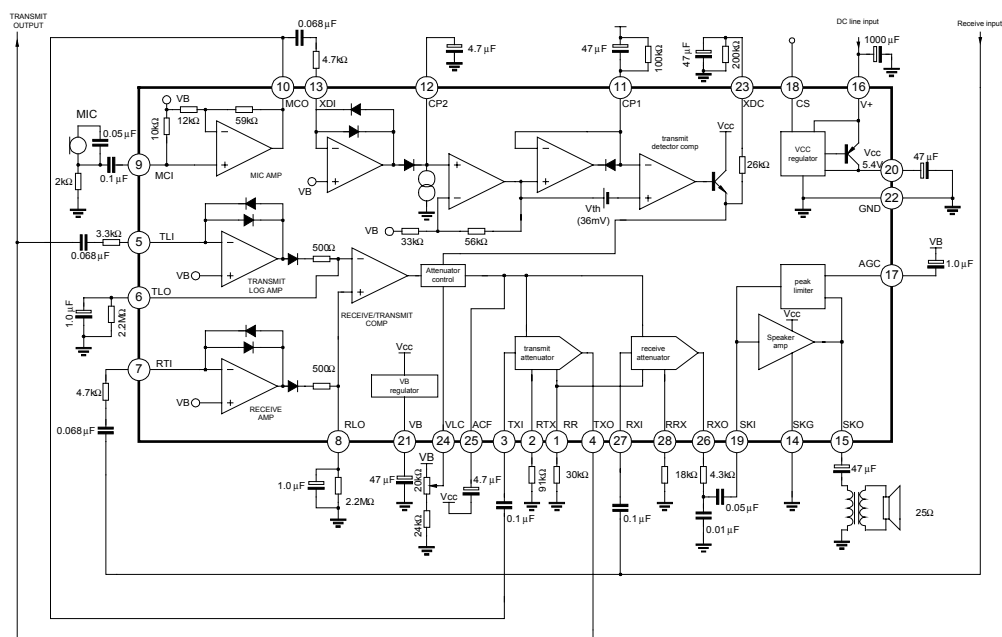 TRANSMIT
OUTPUT
0.068 µF
4.7kΩ
4.7 µF
47 µF
100kΩ
47 µF
200kΩ
DC line input
1000 µF
Receive input
10
MCO
13
XDI
12
CP2
11
CP1
23
XDC
18
CS
16
V+
MIC
0.05 µF
VB
10kΩ
12kΩ
59kΩ
9
MCI
0.1 µF
2kΩ
MIC AMP
VB
transmit
detector comp
Vcc
26kΩ
VCC
regulator
Vcc
5.4V
47 µF
20
22
GND
Vth
(36mV)
VB
33kΩ
56kΩ
5
TLI
3.3kΩ
0.068 µF
VB
TRANSMIT
LOG AMP
500Ω
6
TLO
1.0 µF
2.2MΩ
RECEIVE/TRANSMIT
COMP
Attenuator
control
AGC
17
VB
1.0 µF
peak
limiter
Vcc
Speaker
amp
7
RTI
4.7kΩ
0.068 µF
VB
RECEIVE
AMP
500Ω
Vcc
VB
regulator
transmit
attenuator
receive
attenuator
RLO
8
VB
21
VLC
24
ACF
25
TXI
3
RTX
2
RR
1
TXO
4
RXI
27
RRX
28
RXO
26
SKI
19
SKG
14
SKO
15
1.0 µF
2.2MΩ
47 µF
VB
20kΩ
24kΩ
Vcc
4.7 µF
0.1 µF
91kΩ
30kΩ
0.1 µF
18kΩ
4.3kΩ
0.05 µF
0.01 µF
47 µF
25Ω